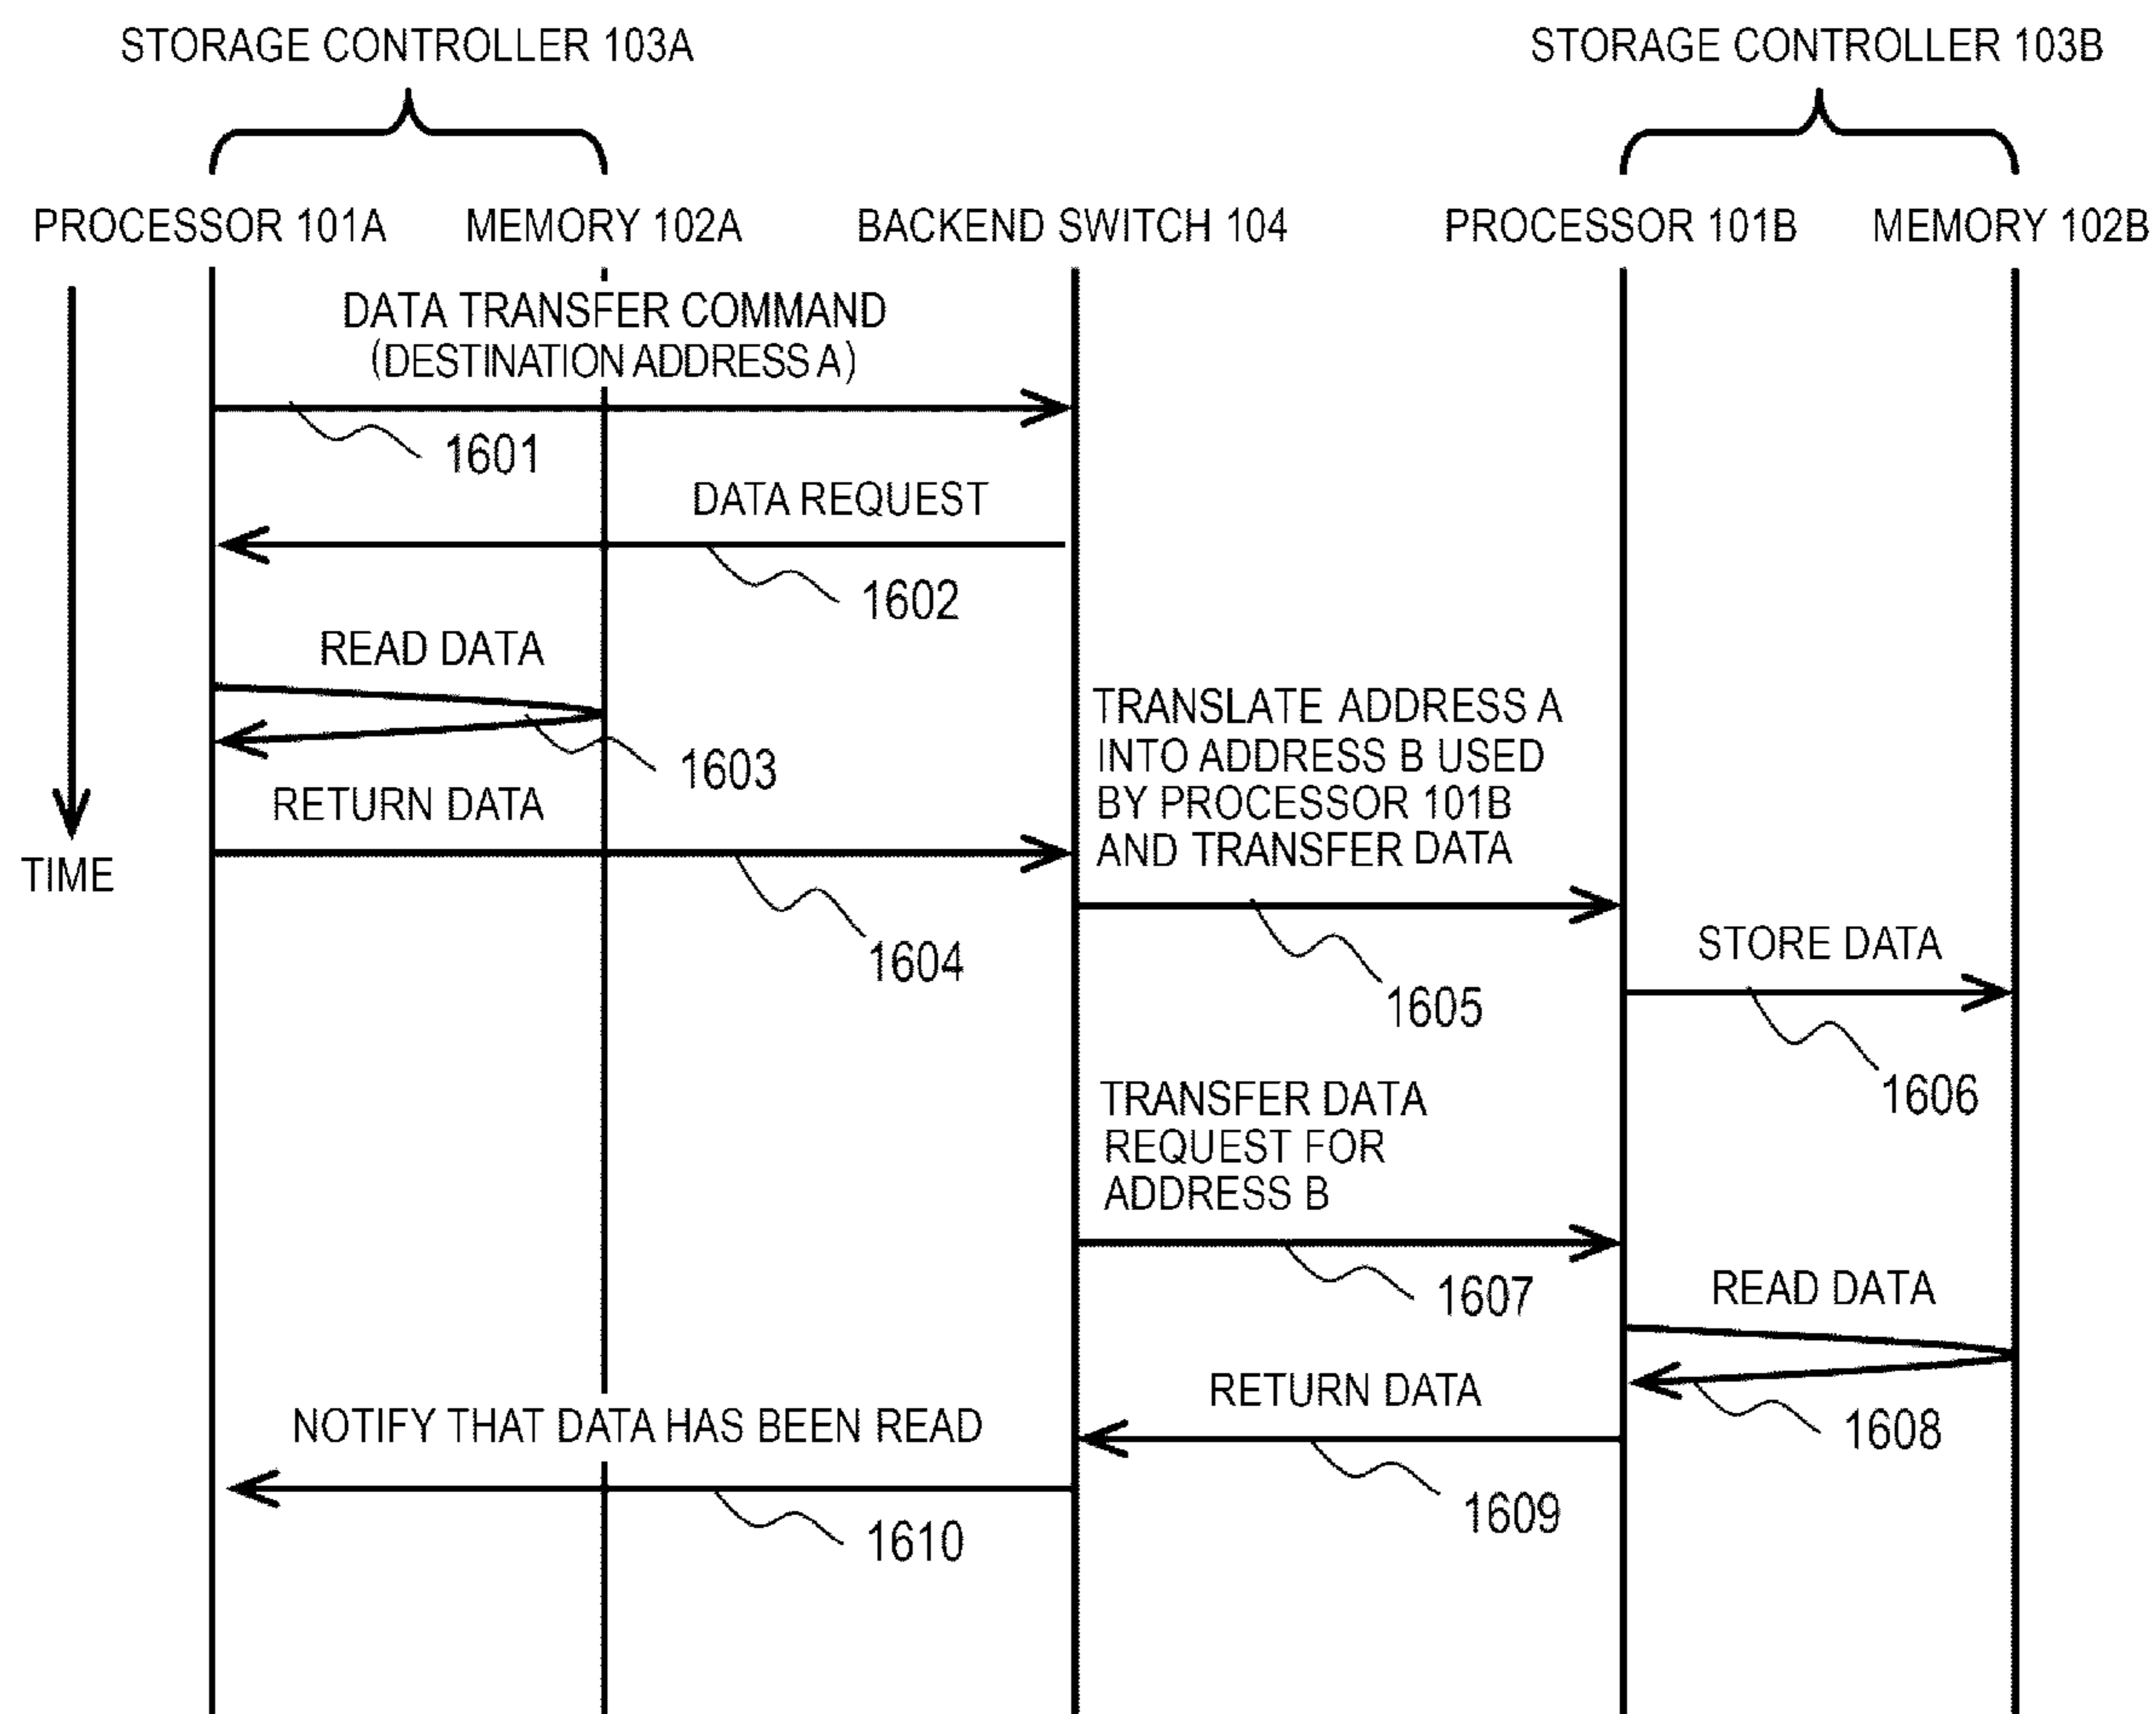 STORAGE CONTROLLER 103A
STORAGE CONTROLLER 103B
PROCESSOR 101A
MEMORY 102A
BACKEND SWITCH 104
PROCESSOR 101B
MEMORY 102B
DATA TRANSFER COMMAND
(DESTINATION ADDRESS A)
1601
DATA REQUEST
1602
READ DATA
1603
TIME
RETURN DATA
1604
TRANSLATE ADDRESS A
INTO ADDRESS B USED
BY PROCESSOR 101B
AND TRANSFER DATA
1605
STORE DATA
1606
TRANSFER DATA
REQUEST FOR
ADDRESS B
1607
READ DATA
1608
RETURN DATA
1609
NOTIFY THAT DATA HAS BEEN READ
1610